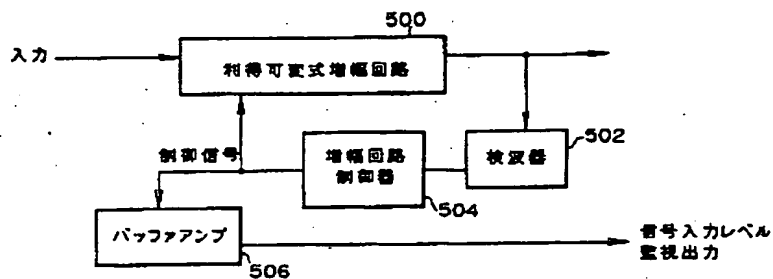 500
入力
利得可変式増幅回路
制御信号
増幅回路
制御器
504
検波器
502
バッファアンプ
506
信号入力レベル
監視出力